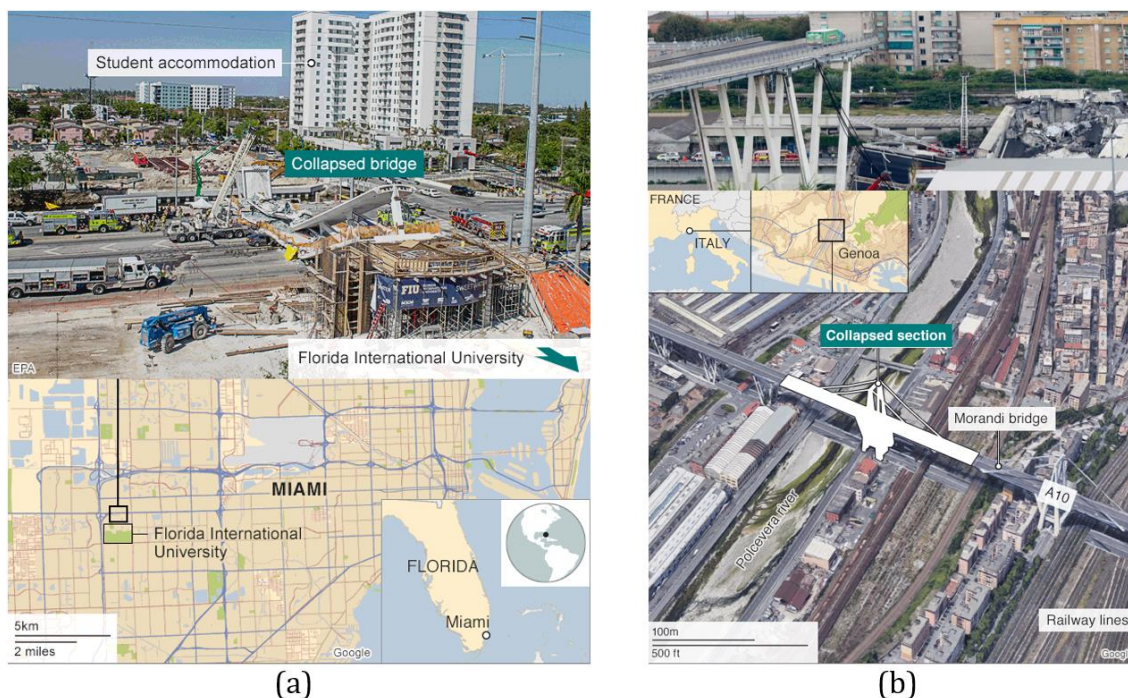 Student accommodation
Collapsed bridge
FIU
Florida International University
EPA
MIAMI
Florida International
University
FLORIDA
Miami
5km
2 miles
Google
(a)
FRANCE
ITALY
Genoa
Collapsed section
Morandi bridge
A10
Polcevera river
Railway lines
100m
500 ft
Google
(b)